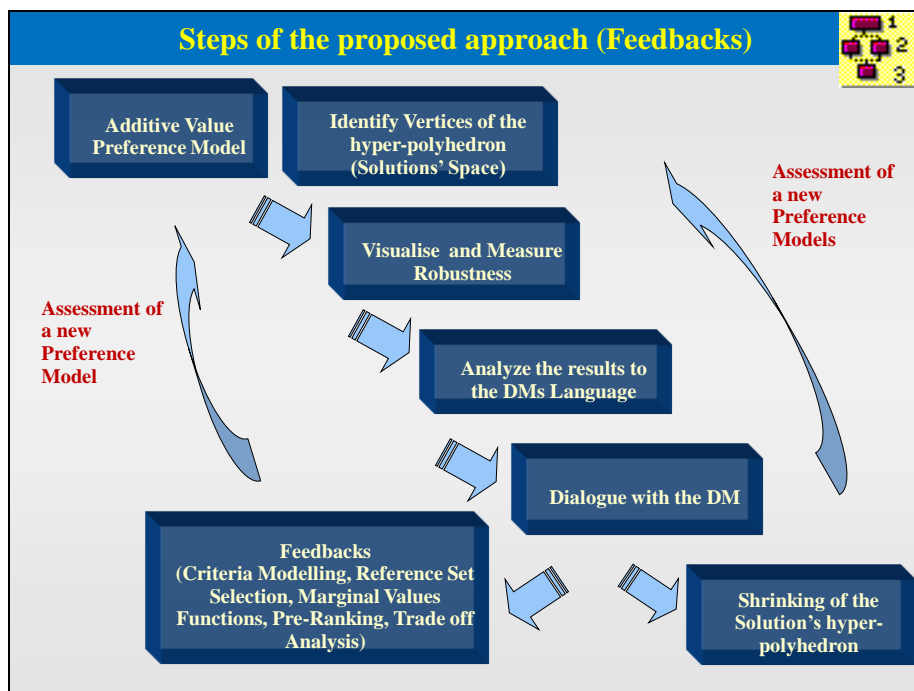 Steps of the proposed approach (Feedbacks)
1
2
3
Additive Value
Preference Model
Identify Vertices of the
hyper-polyhedron
(Solutions' Space)
Assessment of
a new
Preference
Models
Visualise and Measure
Robustness
Assessment of
a new
Preference
Model
Analyze the results to
the DMs Language
Dialogue with the DM
Feedbacks
(Criteria Modelling, Reference Set
Selection, Marginal Values
Functions, Pre-Ranking, Trade off
Analysis)
Shrinking of the
Solution's hyper-
polyhedron